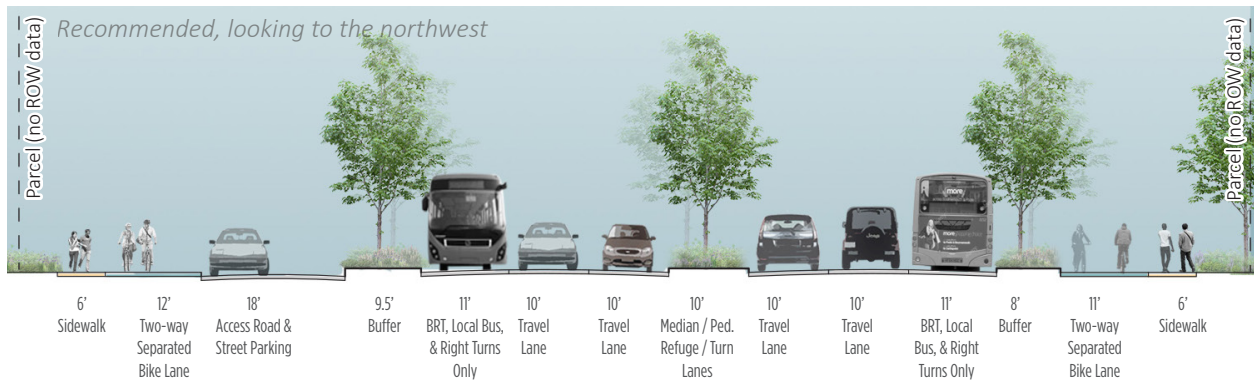 Recommended, looking to the northwest
Parcel (no ROW data)
Parcel (no ROW data)
more
more
6’
Sidewalk
12’
Two-way
Separated
Bike Lane
18’
Access Road &
Street Parking
9.5’
Buffer
11’
BRT, Local Bus,
& Right Turns
Only
10’
Travel
Lane
10’
Travel
Lane
10’
Median / Ped.
Refuge / Turn
Lanes
10’
Travel
Lane
10’
Travel
Lane
11’
BRT, Local
Bus, & Right
Turns Only
8’
Buffer
11’
Two-way
Separated
Bike Lane
6’
Sidewalk